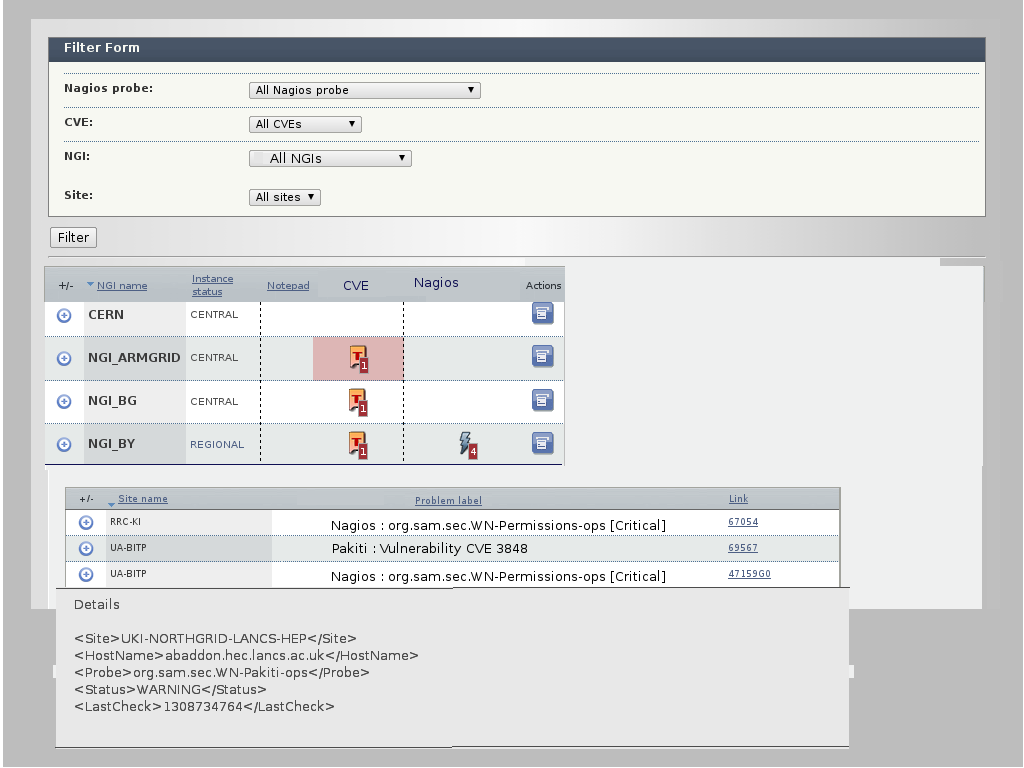 Filter Form
Nagios probe: All Nagios probe
CVE: All CVEs
NGI: All NGIs
Site: All sites
Filter
+/- NGI name Instance status Notepad CVE Nagios Actions
CERN CENTRAL
NGI_ARMGRID CENTRAL T 1
NGI_BG CENTRAL T 1
NGI_BY REGIONAL T 1 4
+/- Site name Problem label Link
RRC-KI Nagios : org.sam.sec.WN-Permissions-ops [Critical] 67054
UA-BITP Pakiti : Vulnerability CVE 3848 69567
UA-BITP Nagios : org.sam.sec.WN-Permissions-ops [Critical] 47159G0
Details
<Site>UKI-NORTHGRID-LANCS-HEP</Site>
<HostName>abaddon.hec.lancs.ac.uk</HostName>
<Probe>org.sam.sec.WN-Pakiti-ops</Probe>
<Status>WARNING</Status>
<LastCheck>1308734764</LastCheck>